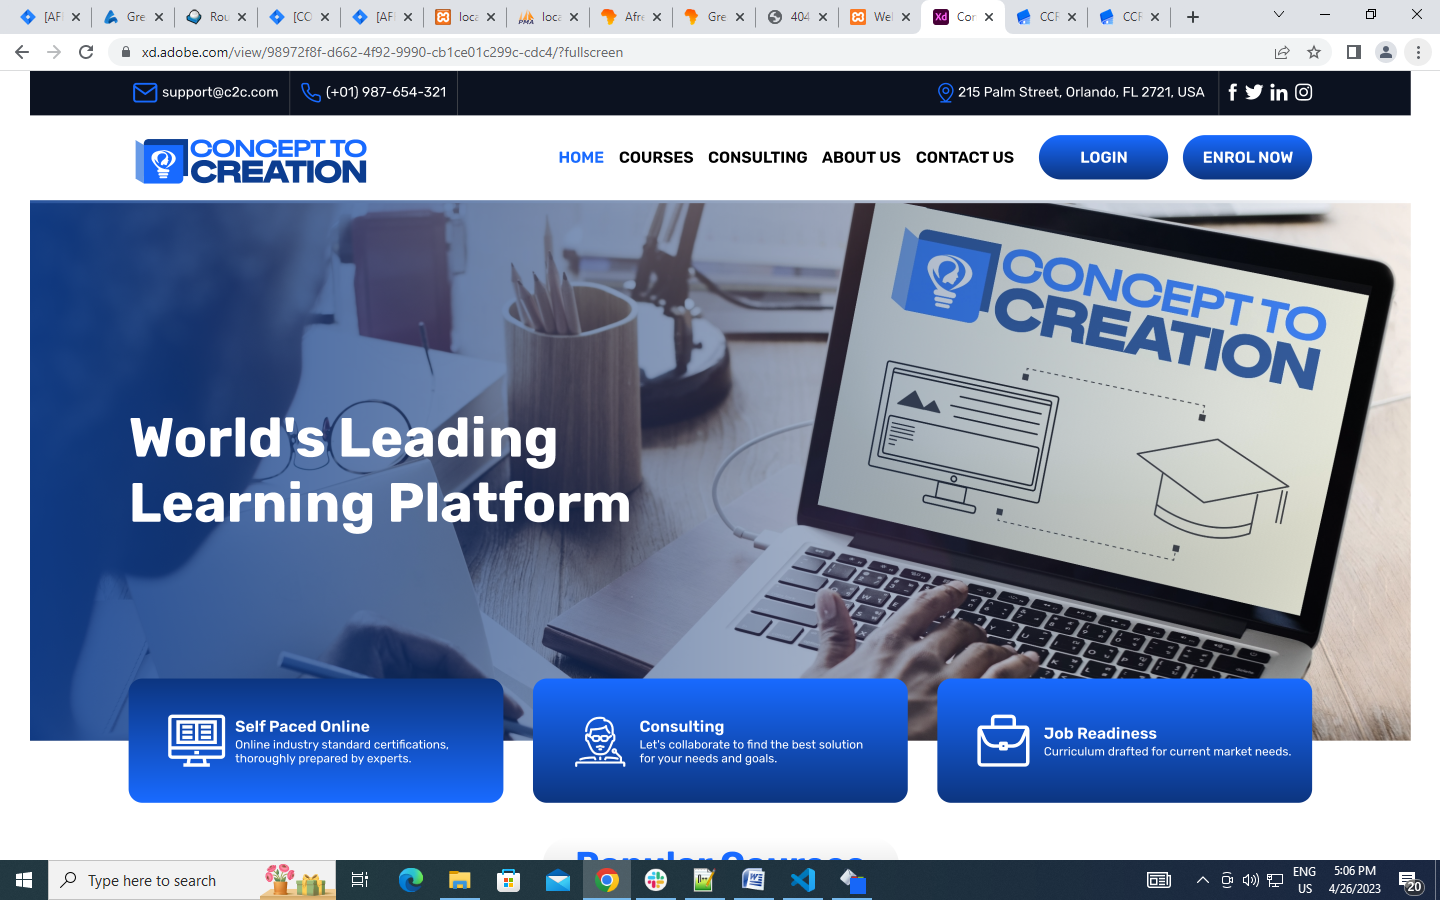 [AF
Gre
Rou
[CO
[AF
loca
loca
Afre
Gre
404
Wel
Xd
Cor
CCF
CCF
xd.adobe.com/view/98972f8f-d662-4f92-9990-cb1ce01c299c-cdc4/?fullscreen
support@c2c.com
(+01) 987-654-321
215 Palm Street, Orlando, FL 2721, USA
CONCEPT TO
CREATION
HOME
COURSES
CONSULTING
ABOUT US
CONTACT US
LOGIN
ENROL NOW
CONCEPT TO
CREATION
World's Leading
Learning Platform
Self Paced Online
Online industry standard certifications,
thoroughly prepared by experts.
Consulting
Let's collaborate to find the best solution
for your needs and goals.
Job Readiness
Curriculum drafted for current market needs.
Popular Courses
Type here to search
ENG
US
5:06 PM
4/26/2023
20